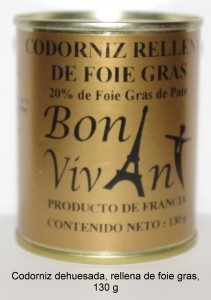 CODORNIZ RELLENA
DE FOIE GRAS
20% de Foie Gras de Pato
Bon
Vivant
PRODUCTO DE FRANCIA
CONTENIDO NETO : 130 g
Codorniz dehuesada, rellena de foie gras,
130 g